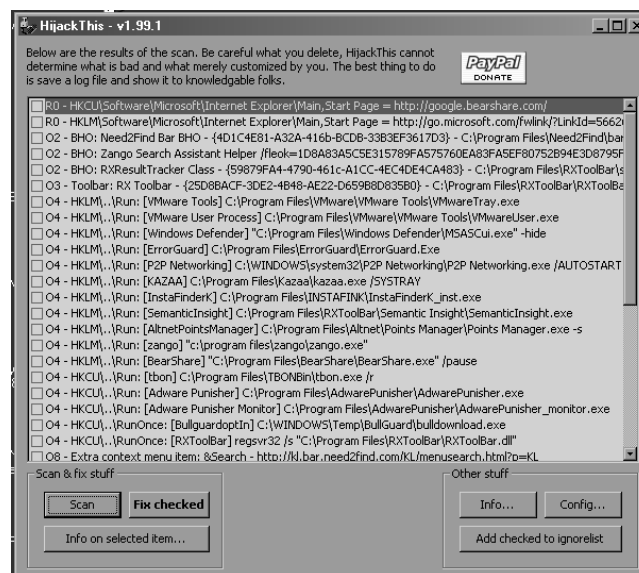 HijackThis - v1.99.1
Below are the results of the scan. Be careful what you delete, HijackThis cannot
determine what is bad and what merely customized by you. The best thing to do
is save a log file and show it to knowledgable folks.
PayPal
DONATE
R0 - HKCU\Software\Microsoft\Internet Explorer\Main,Start Page = http://google.bearshare.com/
R0 - HKLM\Software\Microsoft\Internet Explorer\Main,Start Page = http://go.microsoft.com/fwlink/?LinkId=5662
O2 - BHO: Need2Find Bar BHO - {4D1C4E81-A32A-416b-BCDB-33B3EF3617D3} - C:\Program Files\Need2Find\bar
O2 - BHO: Zango Search Assistant Helper /fleok=1D8A83A5C5E315789FA575760EA83FA5EF80752B94E3D8795F
O2 - BHO: RXResultTracker Class - {59879FA4-4790-461c-A1CC-4EC4DE4CA483} - C:\Program Files\RXToolBar\s
O3 - Toolbar: RX Toolbar - {25D8BACF-3DE2-4B48-AE22-D659B8D835B0} - C:\Program Files\RXToolBar\RXToolBa
O4 - HKLM\..\Run: [VMware Tools] C:\Program Files\VMware\VMware Tools\VMwareTray.exe
O4 - HKLM\..\Run: [VMware User Process] C:\Program Files\VMware\VMware Tools\VMwareUser.exe
O4 - HKLM\..\Run: [Windows Defender] "C:\Program Files\Windows Defender\MSASCui.exe" -hide
O4 - HKLM\..\Run: [ErrorGuard] C:\Program Files\ErrorGuard\ErrorGuard.Exe
O4 - HKLM\..\Run: [P2P Networking] C:\WINDOWS\system32\P2P Networking\P2P Networking.exe /AUTOSTART
O4 - HKLM\..\Run: [KAZAA] C:\Program Files\Kazaa\kazaa.exe /SYSTRAY
O4 - HKLM\..\Run: [InstaFinderK] C:\Program Files\INSTAFINK\InstaFinderK_inst.exe
O4 - HKLM\..\Run: [SemanticInsight] C:\Program Files\RXToolBar\Semantic Insight\SemanticInsight.exe
O4 - HKLM\..\Run: [AltnetPointsManager] C:\Program Files\Altnet\Points Manager\Points Manager.exe -s
O4 - HKLM\..\Run: [zango] "c:\program files\zango\zango.exe"
O4 - HKLM\..\Run: [BearShare] "C:\Program Files\BearShare\BearShare.exe" /pause
O4 - HKCU\..\Run: [tbon] C:\Program Files\TBONBin\tbon.exe /r
O4 - HKCU\..\Run: [Adware Punisher] C:\Program Files\AdwarePunisher\AdwarePunisher.exe
O4 - HKCU\..\Run: [Adware Punisher Monitor] C:\Program Files\AdwarePunisher\AdwarePunisher_monitor.exe
O4 - HKCU\..\RunOnce: [BullguardoptIn] C:\WINDOWS\Temp\BullGuard\bulldownload.exe
O4 - HKCU\..\RunOnce: [RXToolBar] regsvr32 /s "C:\Program Files\RXToolBar\RXToolBar.dll"
O8 - Extra context menu item: &Search - http://kl.bar.need2find.com/KL/menusearch.html?p=KL
Scan & fix stuff
Other stuff
Scan
Fix checked
Info...
Config...
Info on selected item...
Add checked to ignorelist